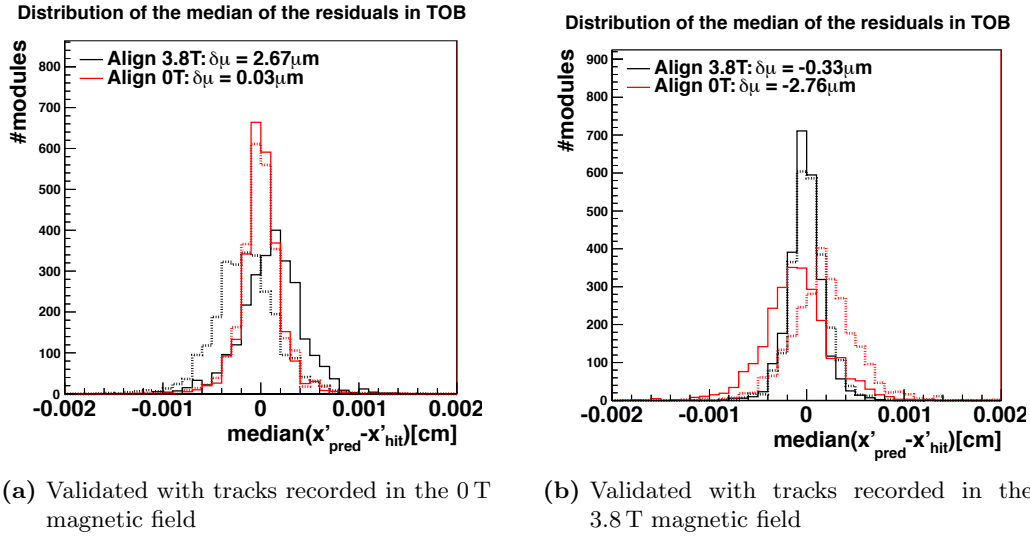 Distribution of the median of the residuals in TOB
Align 3.8T: δμ = 2.67μm
Align 0T: δμ = 0.03μm
#modules
800
700
600
500
400
300
200
100
0
-0.002 -0.001 0 0.001 0.002
median(x'pred-x'hit)[cm]
(a) Validated with tracks recorded in the 0 T
magnetic field
Distribution of the median of the residuals in TOB
Align 3.8T: δμ = -0.33μm
Align 0T: δμ = -2.76μm
#modules
900
800
700
600
500
400
300
200
100
0
-0.002 -0.001 0 0.001 0.002
median(x'pred-x'hit)[cm]
(b) Validated with tracks recorded in the
3.8 T magnetic field